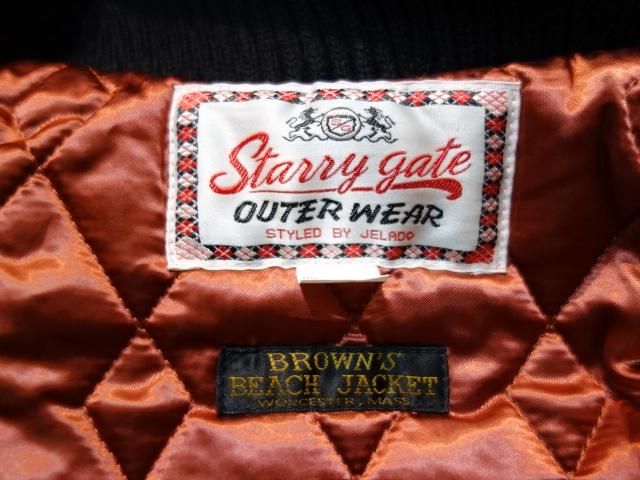 Starry gate
OUTER WEAR
STYLED BY JELADO
BROWN'S
BEACH JACKET
WORCESTER, MASS.